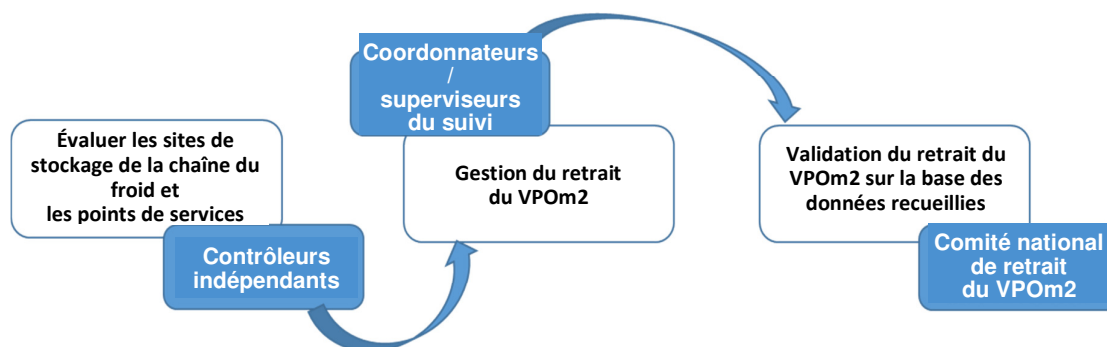 Évaluer les sites de
stockage de la chaîne du
froid et
les points de services
Contrôleurs
indépendants
Coordonnateurs
/
superviseurs
du suivi
Gestion du retrait
du VPOm2
Validation du retrait du
VPOm2 sur la base des
données recueillies
Comité national
de retrait
du VPOm2